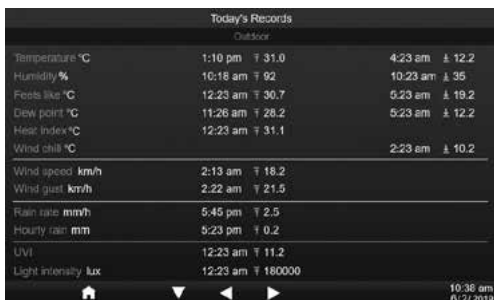 Today's Records
Outdoor
Temperature °C 1:10 pm 31.0 4:23 am 12.2
Humidity % 10:18 am 92 10:23 am 35
Feels like °C 12:23 am 30.7 5:23 am 19.2
Dew point °C 11:26 am 28.2 5:23 am 12.2
Heat index °C 12:23 am 31.1
Wind chill °C 2:23 am 10.2
Wind speed km/h 2:13 am 18.2
Wind gust km/h 2:22 am 21.5
Rain rate mm/h 5:45 pm 2.5
Hourly rain mm 5:23 pm 0.2
UVI 12:23 am 11.2
Light intensity lux 12:23 am 180000
10:38 am
6/2/2019